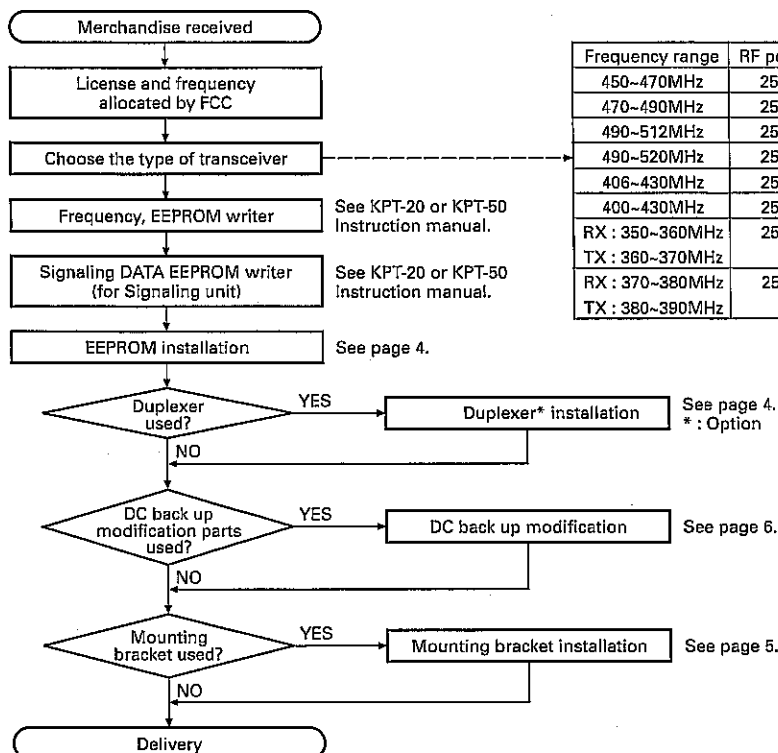 Merchandise received
License and frequency
allocated by FCC
Choose the type of transceiver
Frequency, EEPROM writer
See KPT-20 or KPT-50
Instruction manual.
Signaling DATA EEPROM writer
(for Signaling unit)
See KPT-20 or KPT-50
Instruction manual.
EEPROM installation
See page 4.
Duplexer
used?
YES
NO
Duplexer* installation
See page 4.
* : Option
DC back up
modification parts
used?
YES
NO
DC back up modification
See page 6.
Mounting
bracket used?
YES
NO
Mounting bracket installation
See page 5.
Delivery
Frequency range RF
450~470MHz
470~490MHz
490~512MHz
490~520MHz
406~430MHz
400~430MHz
RX : 350~360MHz
TX : 360~370MHz
RX : 370~380MHz
TX : 380~390MHz